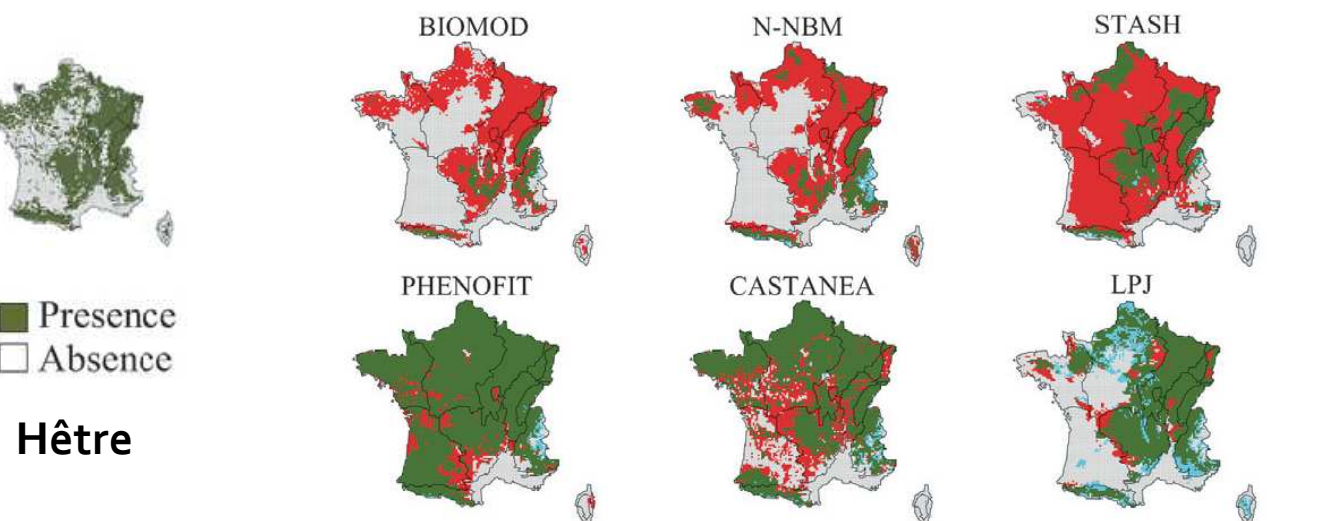 BIOMOD
N-NBM
STASH
PHENOFIT
CASTANEA
LPJ
Presence
Absence
Hêtre